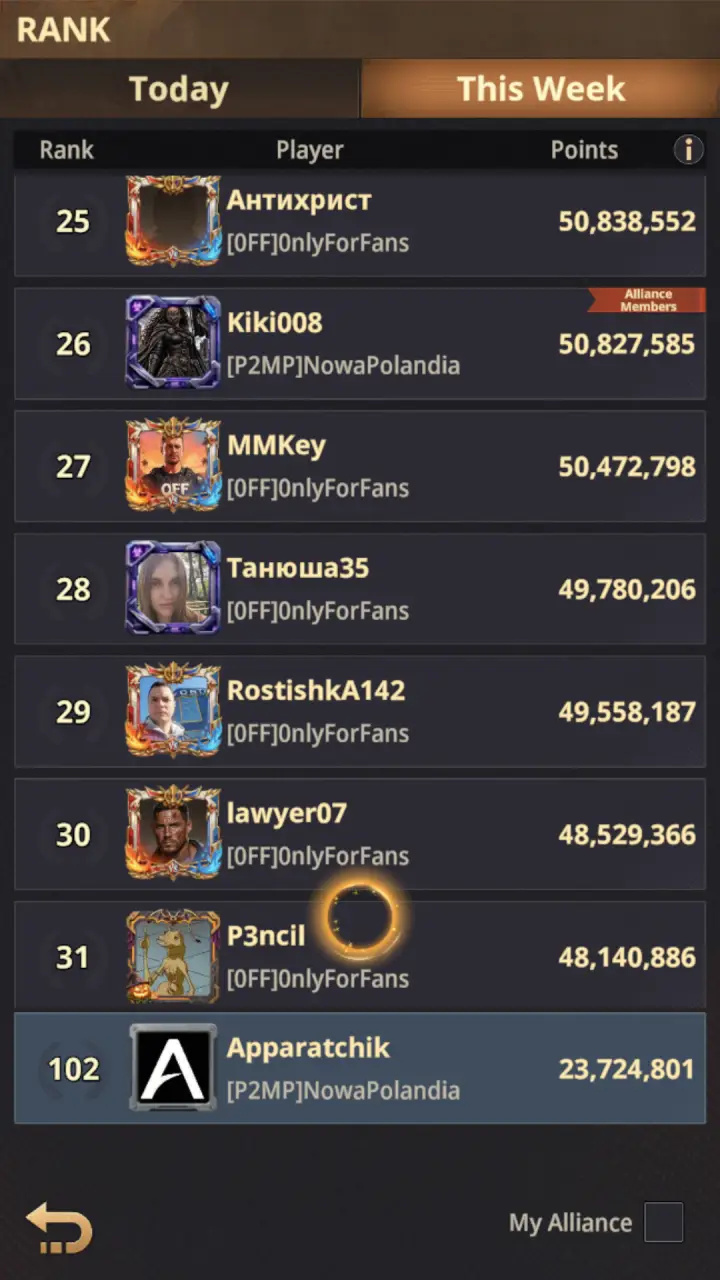 RANK
Today
This Week
Rank
Player
Points
i
25
Антихрист
[0FF]0nlyForFans
50,838,552
26
Kiki008
[P2MP]NowaPolandia
Alliance
Members
50,827,585
27
OFF
MMKey
[0FF]0nlyForFans
50,472,798
28
Танюша35
[0FF]0nlyForFans
49,780,206
29
RostishkA142
[0FF]0nlyForFans
49,558,187
30
lawyer07
[0FF]0nlyForFans
48,529,366
31
P3ncil
[0FF]0nlyForFans
48,140,886
102
A
Apparatchik
[P2MP]NowaPolandia
23,724,801
My Alliance